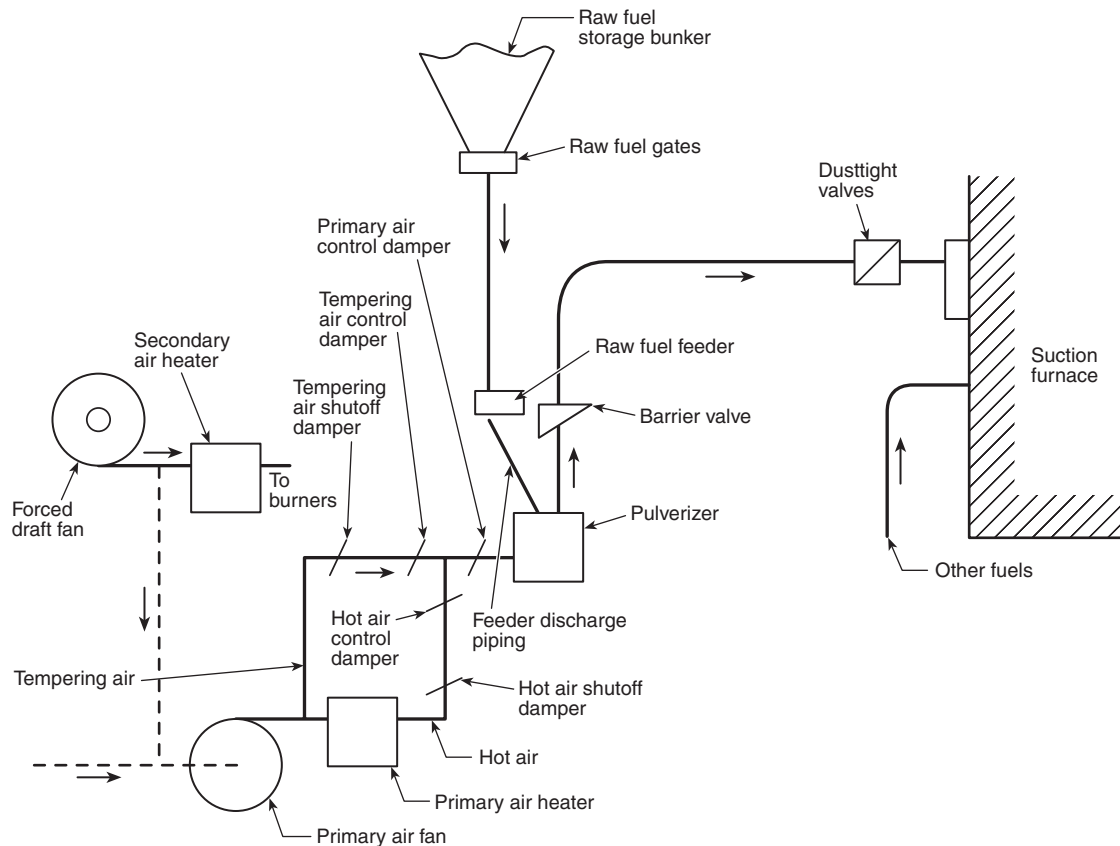 Raw fuel
storage bunker
Raw fuel gates
Dusttight
valves
Primary air
control damper
Tempering
air control
damper
Secondary
air heater
Raw fuel feeder
Suction
furnace
Tempering
air shutoff
damper
Barrier valve
To
burners
Forced
draft fan
Pulverizer
Other fuels
Hot air
control
damper
Feeder discharge
piping
Tempering air
Hot air shutoff
damper
Hot air
Primary air heater
Primary air fan